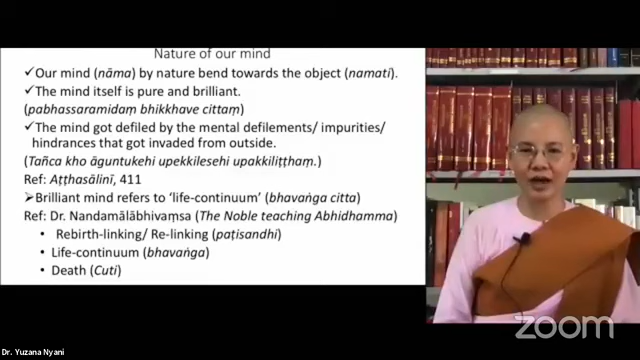 Nature of our mind
✓Our mind (nāma) by nature bend towards the object (namati).
✓The mind itself is pure and brilliant.
(pabhassaramidaṃ bhikkhave cittaṃ)
✓The mind got defiled by the mental defilements/ impurities/
hindrances that got invaded from outside.
(Tañca kho āguntukehi upekkilesehi upakkiliṭṭhaṃ.)
Ref: Aṭṭhasālinī, 411
➢Brilliant mind refers to ‘life-continuum’ (bhavaṅga citta)
Ref: Dr. Nandamālābhivaṃsa (The Noble teaching Abhidhamma)
• Rebirth-linking/ Re-linking (paṭisandhi)
• Life-continuum (bhavaṅga)
• Death (Cuti)
zoom
Dr. Yuzana Nyani